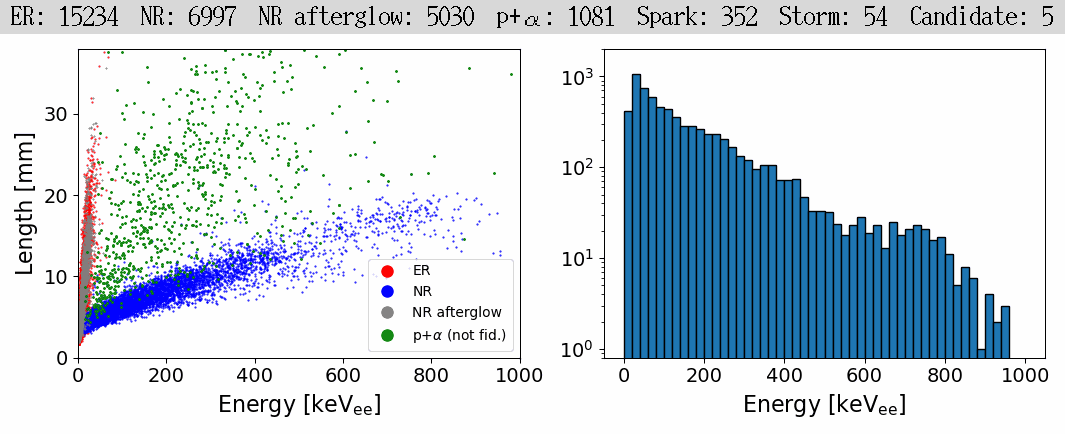 ER: 15234 NR: 6997 NR afterglow: 5030 p+α: 1081 Spark: 352 Storm: 54 Candidate: 5
Length [mm]
30
20
10
0
0 200 400 600 800 1000
Energy [keVee]
ER
NR
NR afterglow
p+α (not fid.)
10³
10²
10¹
10⁰
0 200 400 600 800 1000
Energy [keVee]